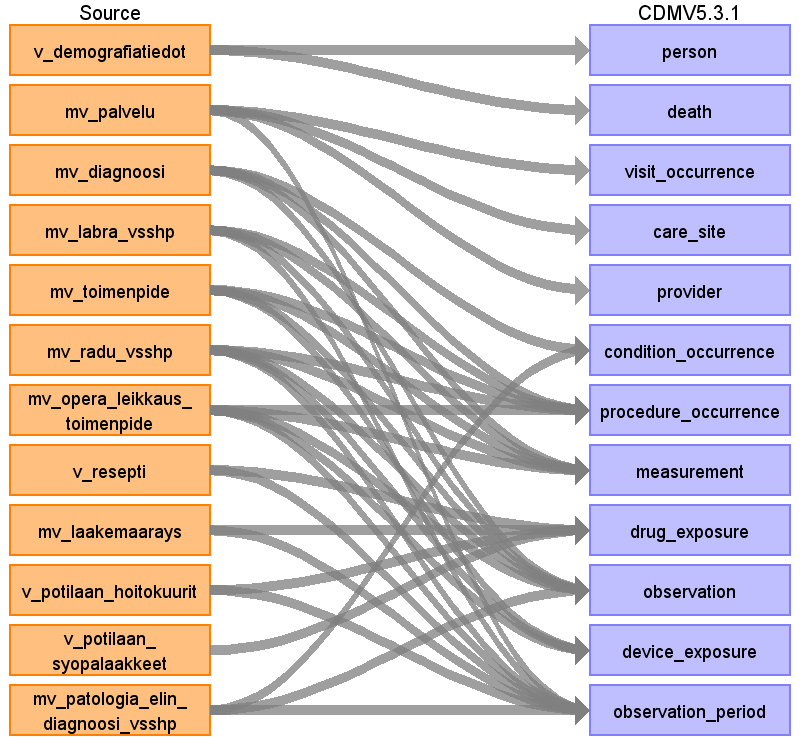 Source
CDMV5.3.1
v_demografiatiedot
person
mv_palvelu
death
mv_diagnoosi
visit_occurrence
mv_labra_vsshp
care_site
mv_toimenpide
provider
mv_radu_vsshp
condition_occurrence
mv_opera_leikkaus_
toimenpide
procedure_occurrence
v_resepti
measurement
mv_laakemaarays
drug_exposure
v_potilaan_hoitokuurit
observation
v_potilaan_
syopalaakkeet
device_exposure
mv_patologia_elin_
diagnoosi_vsshp
observation_period